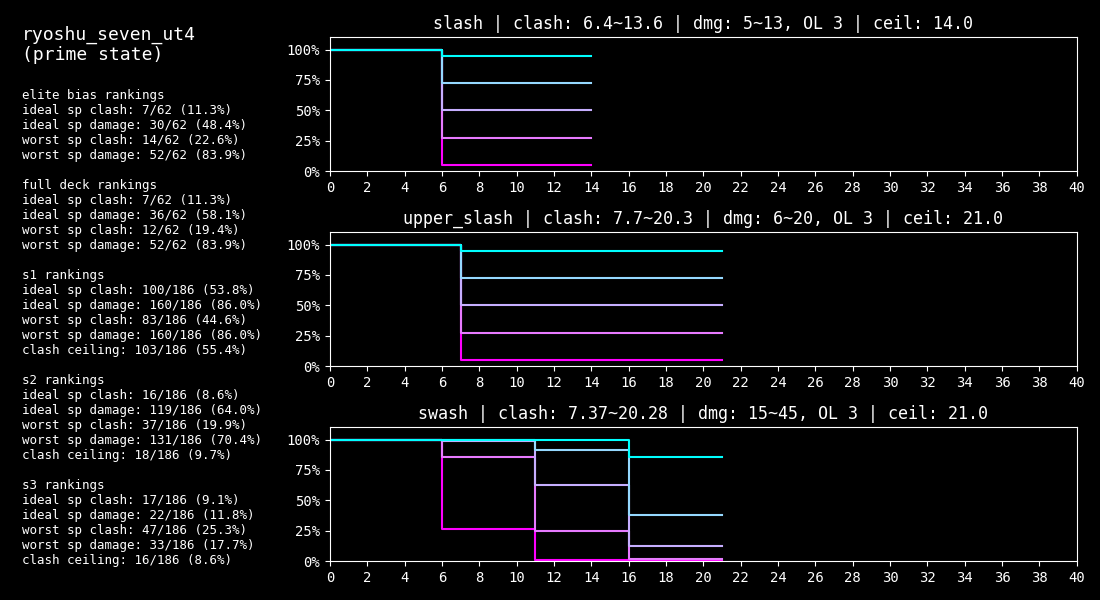 ryoshu_seven_ut4
(prime state)
elite bias rankings
ideal sp clash: 7/62 (11.3%)
ideal sp damage: 30/62 (48.4%)
worst sp clash: 14/62 (22.6%)
worst sp damage: 52/62 (83.9%)
full deck rankings
ideal sp clash: 7/62 (11.3%)
ideal sp damage: 36/62 (58.1%)
worst sp clash: 12/62 (19.4%)
worst sp damage: 52/62 (83.9%)
s1 rankings
ideal sp clash: 100/186 (53.8%)
ideal sp damage: 160/186 (86.0%)
worst sp clash: 83/186 (44.6%)
worst sp damage: 160/186 (86.0%)
clash ceiling: 103/186 (55.4%)
s2 rankings
ideal sp clash: 16/186 (8.6%)
ideal sp damage: 119/186 (64.0%)
worst sp clash: 37/186 (19.9%)
worst sp damage: 131/186 (70.4%)
clash ceiling: 18/186 (9.7%)
s3 rankings
ideal sp clash: 17/186 (9.1%)
ideal sp damage: 22/186 (11.8%)
worst sp clash: 47/186 (25.3%)
worst sp damage: 33/186 (17.7%)
clash ceiling: 16/186 (8.6%)
slash | clash: 6.4~13.6 | dmg: 5~13, OL 3 | ceil: 14.0
100%
75%
50%
25%
0%
0 2 4 6 8 10 12 14 16 18 20 22 24 26 28 30 32 34 36 38 40
upper_slash | clash: 7.7~20.3 | dmg: 6~20, OL 3 | ceil: 21.0
100%
75%
50%
25%
0%
0 2 4 6 8 10 12 14 16 18 20 22 24 26 28 30 32 34 36 38 40
swash | clash: 7.37~20.28 | dmg: 15~45, OL 3 | ceil: 21.0
100%
75%
50%
25%
0%
0 2 4 6 8 10 12 14 16 18 20 22 24 26 28 30 32 34 36 38 40